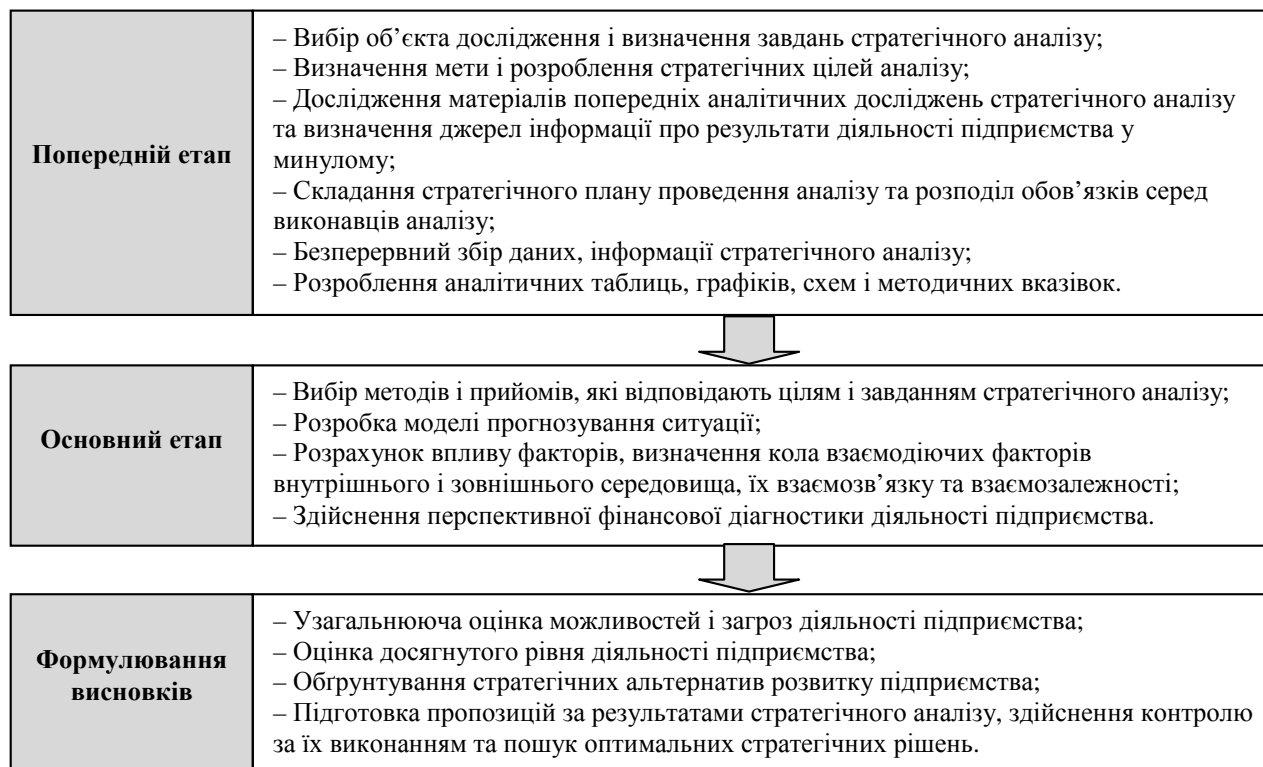 Попередній етап
– Вибір об’єкта дослідження і визначення завдань стратегічного аналізу;
– Визначення мети і розроблення стратегічних цілей аналізу;
– Дослідження матеріалів попередніх аналітичних досліджень стратегічного аналізу
та визначення джерел інформації про результати діяльності підприємства у
минулому;
– Складання стратегічного плану проведення аналізу та розподіл обов’язків серед
виконавців аналізу;
– Безперервний збір даних, інформації стратегічного аналізу;
– Розроблення аналітичних таблиць, графіків, схем і методичних вказівок.
Основний етап
– Вибір методів і прийомів, які відповідають цілям і завданням стратегічного аналізу;
– Розробка моделі прогнозування ситуації;
– Розрахунок впливу факторів, визначення кола взаємодіючих факторів
внутрішнього і зовнішнього середовища, їх взаємозв’язку та взаємозалежності;
– Здійснення перспективної фінансової діагностики діяльності підприємства.
Формулювання
висновків
– Узагальнююча оцінка можливостей і загроз діяльності підприємства;
– Оцінка досягнутого рівня діяльності підприємства;
– Обґрунтування стратегічних альтернатив розвитку підприємства;
– Підготовка пропозицій за результатами стратегічного аналізу, здійснення контролю
за їх виконанням та пошук оптимальних стратегічних рішень.